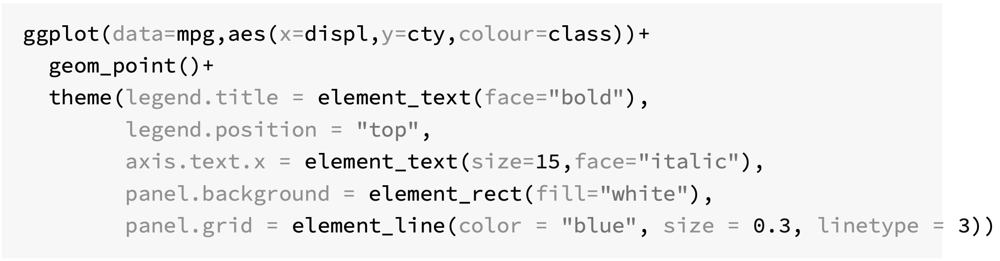 ggplot(data=mpg,aes(x=displ,y=cty,colour=class))+
  geom_point()+
  theme(legend.title = element_text(face="bold"),
        legend.position = "top",
        axis.text.x = element_text(size=15,face="italic"),
        panel.background = element_rect(fill="white"),
        panel.grid = element_line(color = "blue", size = 0.3, linetype = 3))